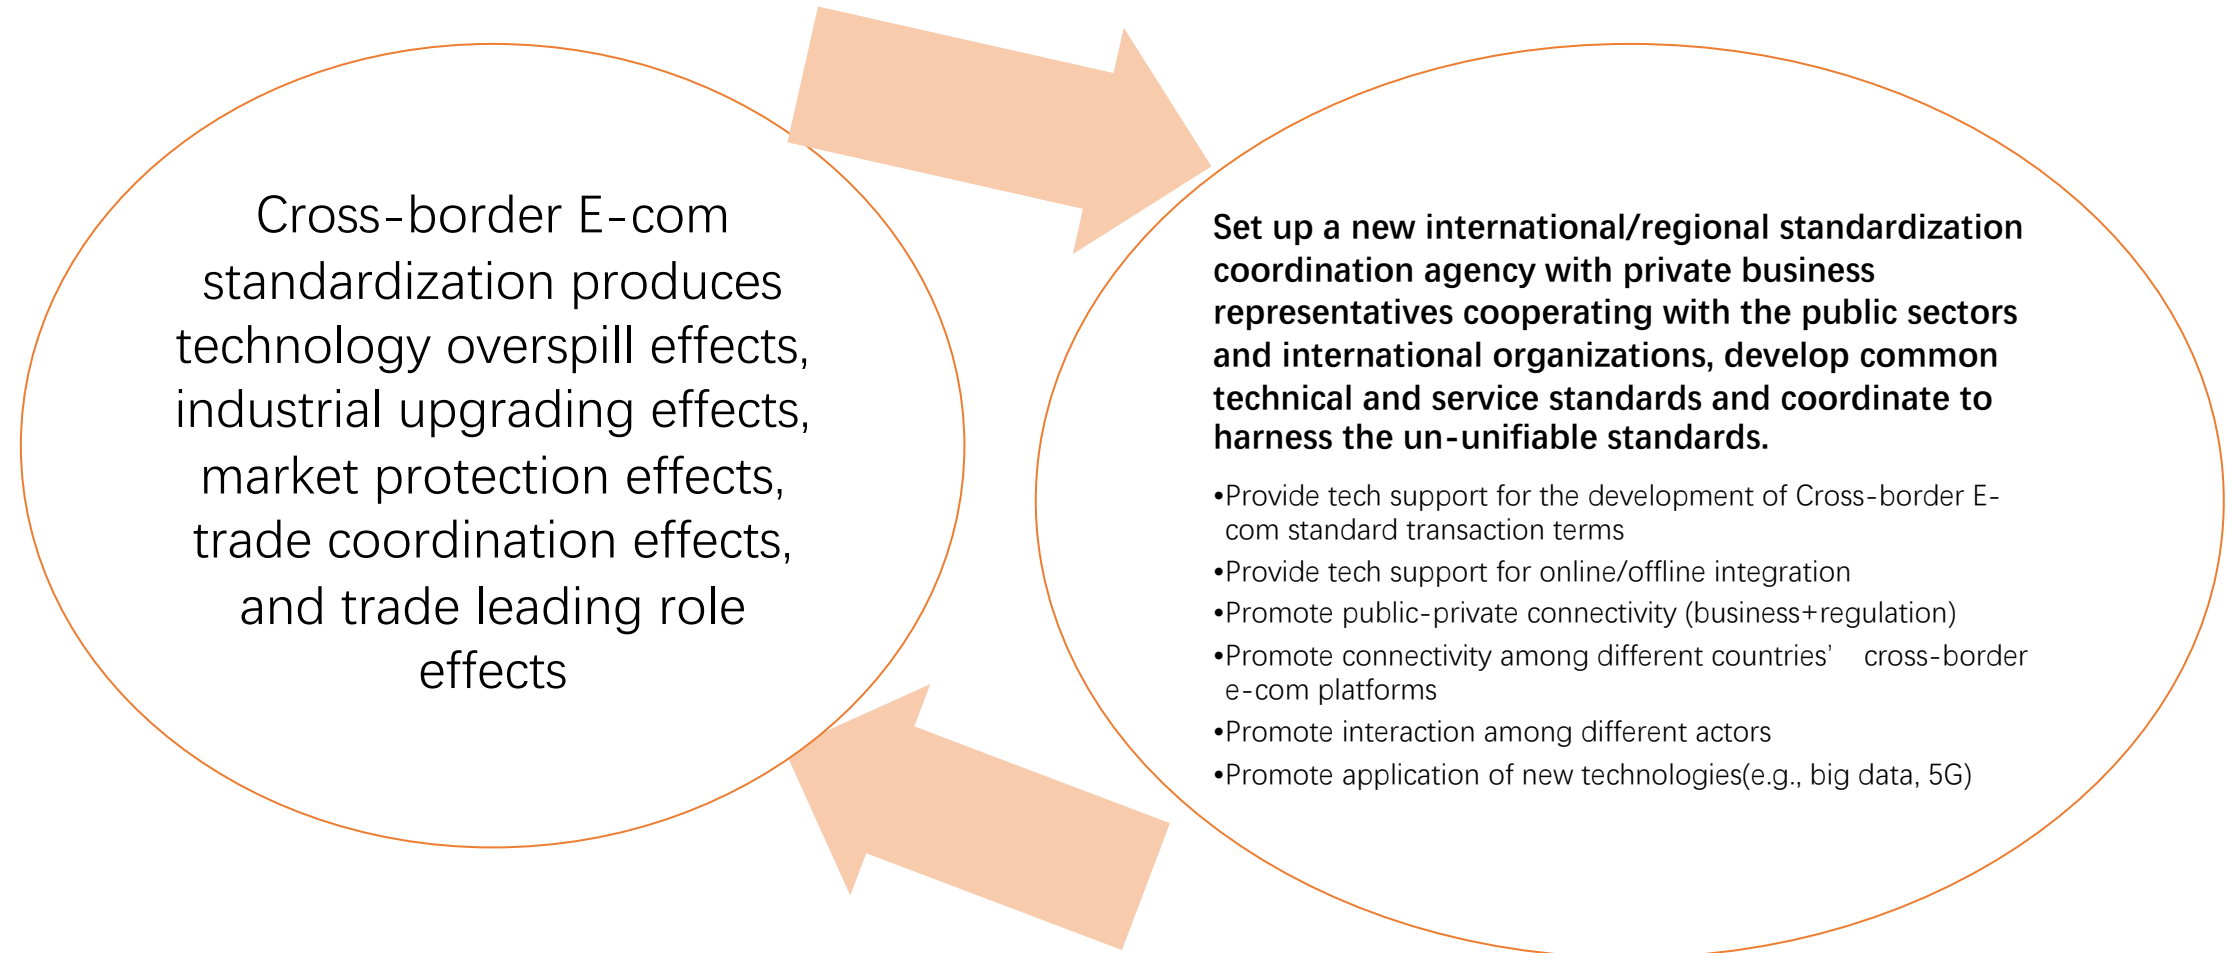 Cross-border E-com
standardization produces
technology overspill effects,
industrial upgrading effects,
market protection effects,
trade coordination effects,
and trade leading role
effects
Set up a new international/regional standardization
coordination agency with private business
representatives cooperating with the public sectors
and international organizations, develop common
technical and service standards and coordinate to
harness the un-unifiable standards.
•Provide tech support for the development of Cross-border E-
com standard transaction terms
•Provide tech support for online/offline integration
•Promote public-private connectivity (business+regulation)
•Promote connectivity among different countries’ cross-border
e-com platforms
•Promote interaction among different actors
•Promote application of new technologies(e.g., big data, 5G)